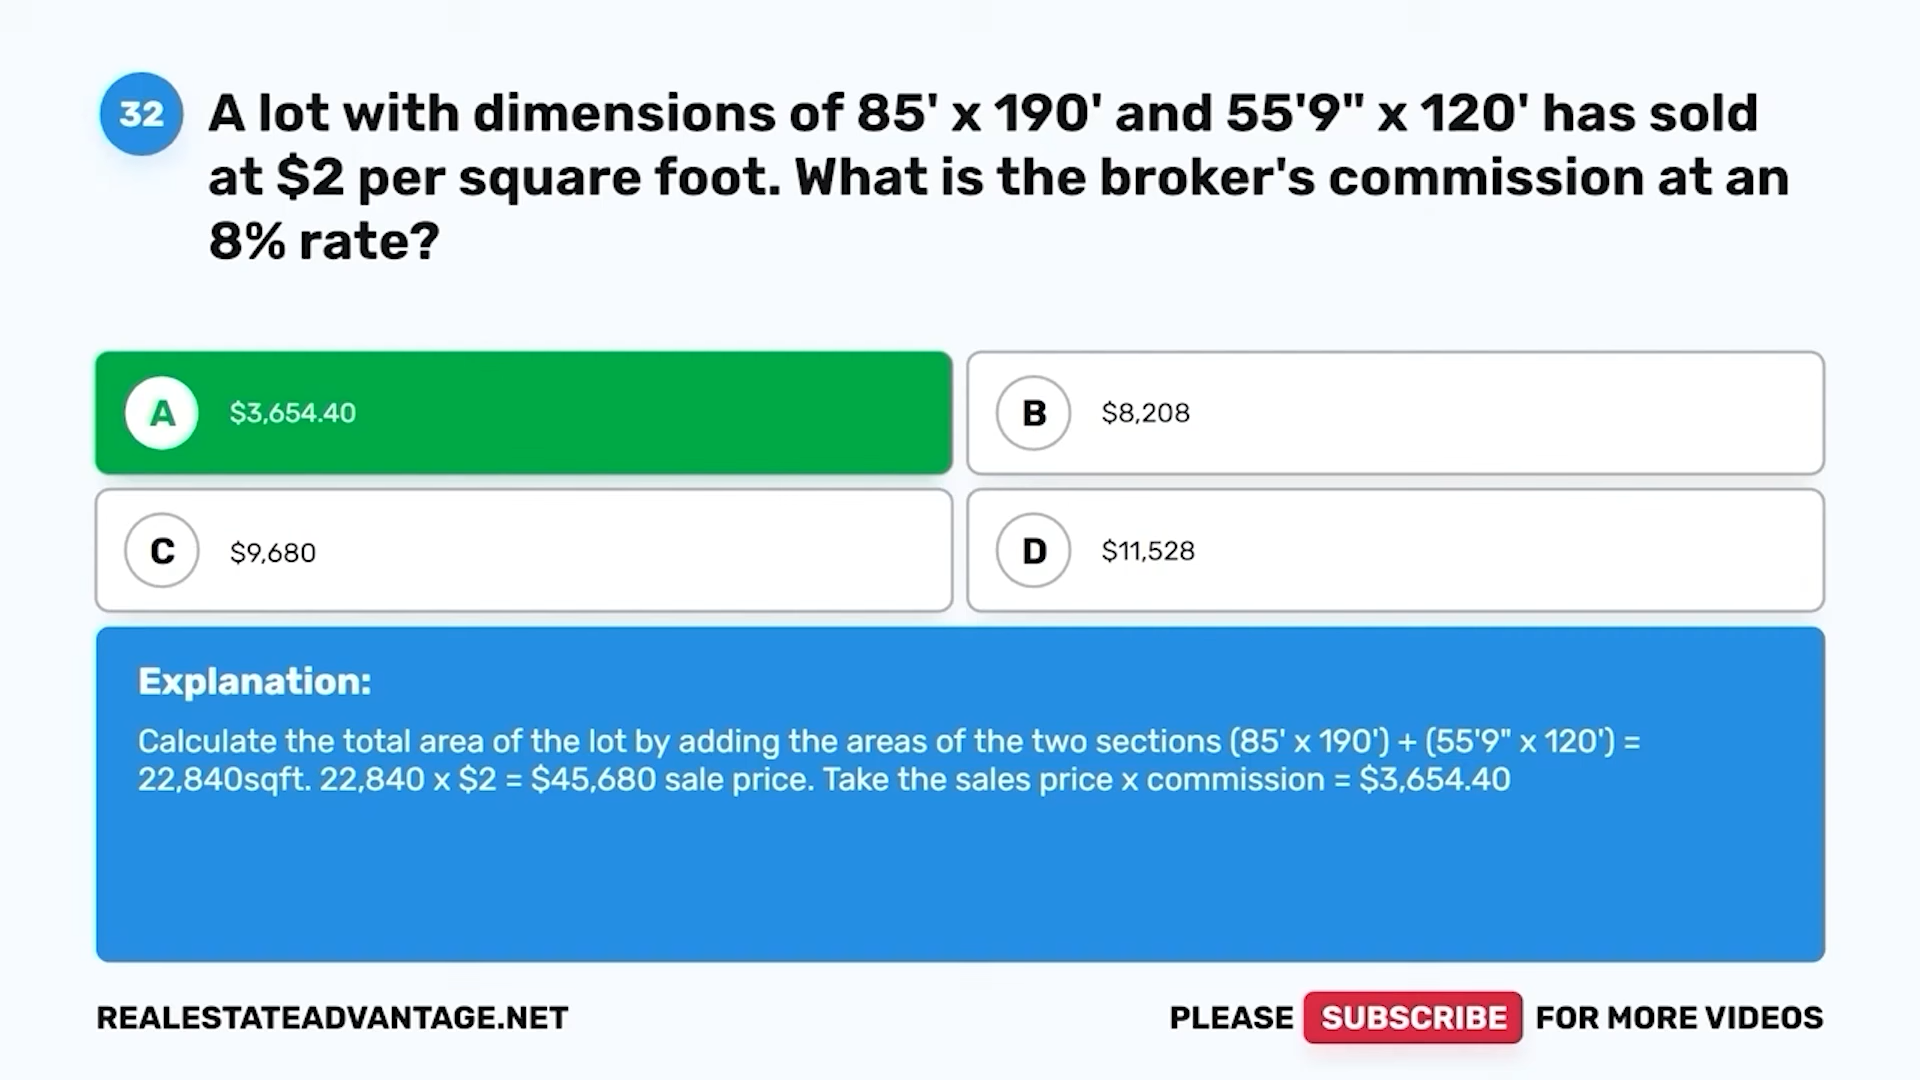 32
A lot with dimensions of 85' x 190' and 55'9" x 120' has sold
at $2 per square foot. What is the broker's commission at an
8% rate?
A $3,654.40
B $8,208
C $9,680
D $11,528
Explanation:
Calculate the total area of the lot by adding the areas of the two sections (85' x 190') + (55'9" x 120') =
22,840sqft. 22,840 x $2 = $45,680 sale price. Take the sales price x commission = $3,654.40
REALESTATEADVANTAGE.NET
PLEASE SUBSCRIBE FOR MORE VIDEOS